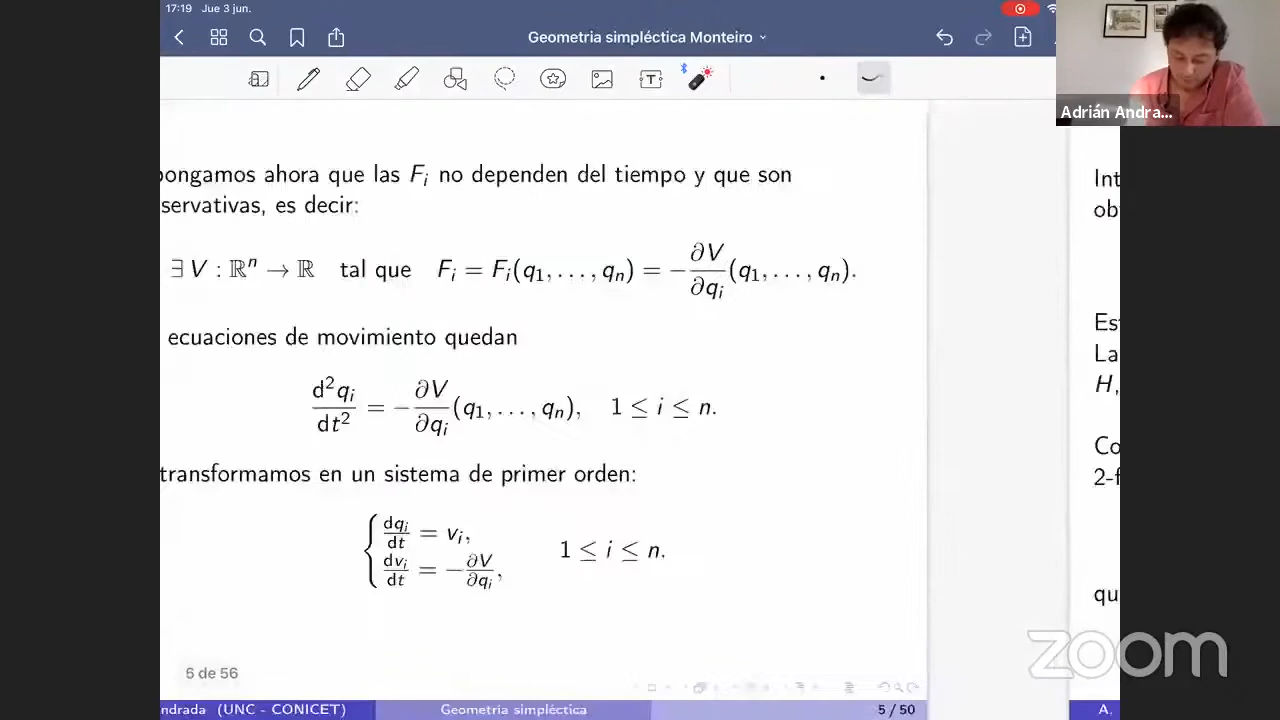 17:19 Jue 3 jun.
Geometria simpléctica Monteiro
Adrián Andra...
pongamos ahora que las F_i no dependen del tiempo y que son
servativas, es decir:
∃ V : ℝ^n → ℝ tal que F_i = F_i(q_1, . . . , q_n) = −∂V/∂q_i (q_1, . . . , q_n).
ecuaciones de movimiento quedan
d^2q_i/dt^2 = −∂V/∂q_i (q_1, . . . , q_n), 1 ≤ i ≤ n.
transformamos en un sistema de primer orden:
{ dq_i/dt = v_i,
dv_i/dt = −∂V/∂q_i, 1 ≤ i ≤ n.
6 de 56
ndrada (UNC - CONICET) Geometria simpléctica 5 / 50
Int
ob
Es
La
H,
Co
2-f
qu
A.
zoom